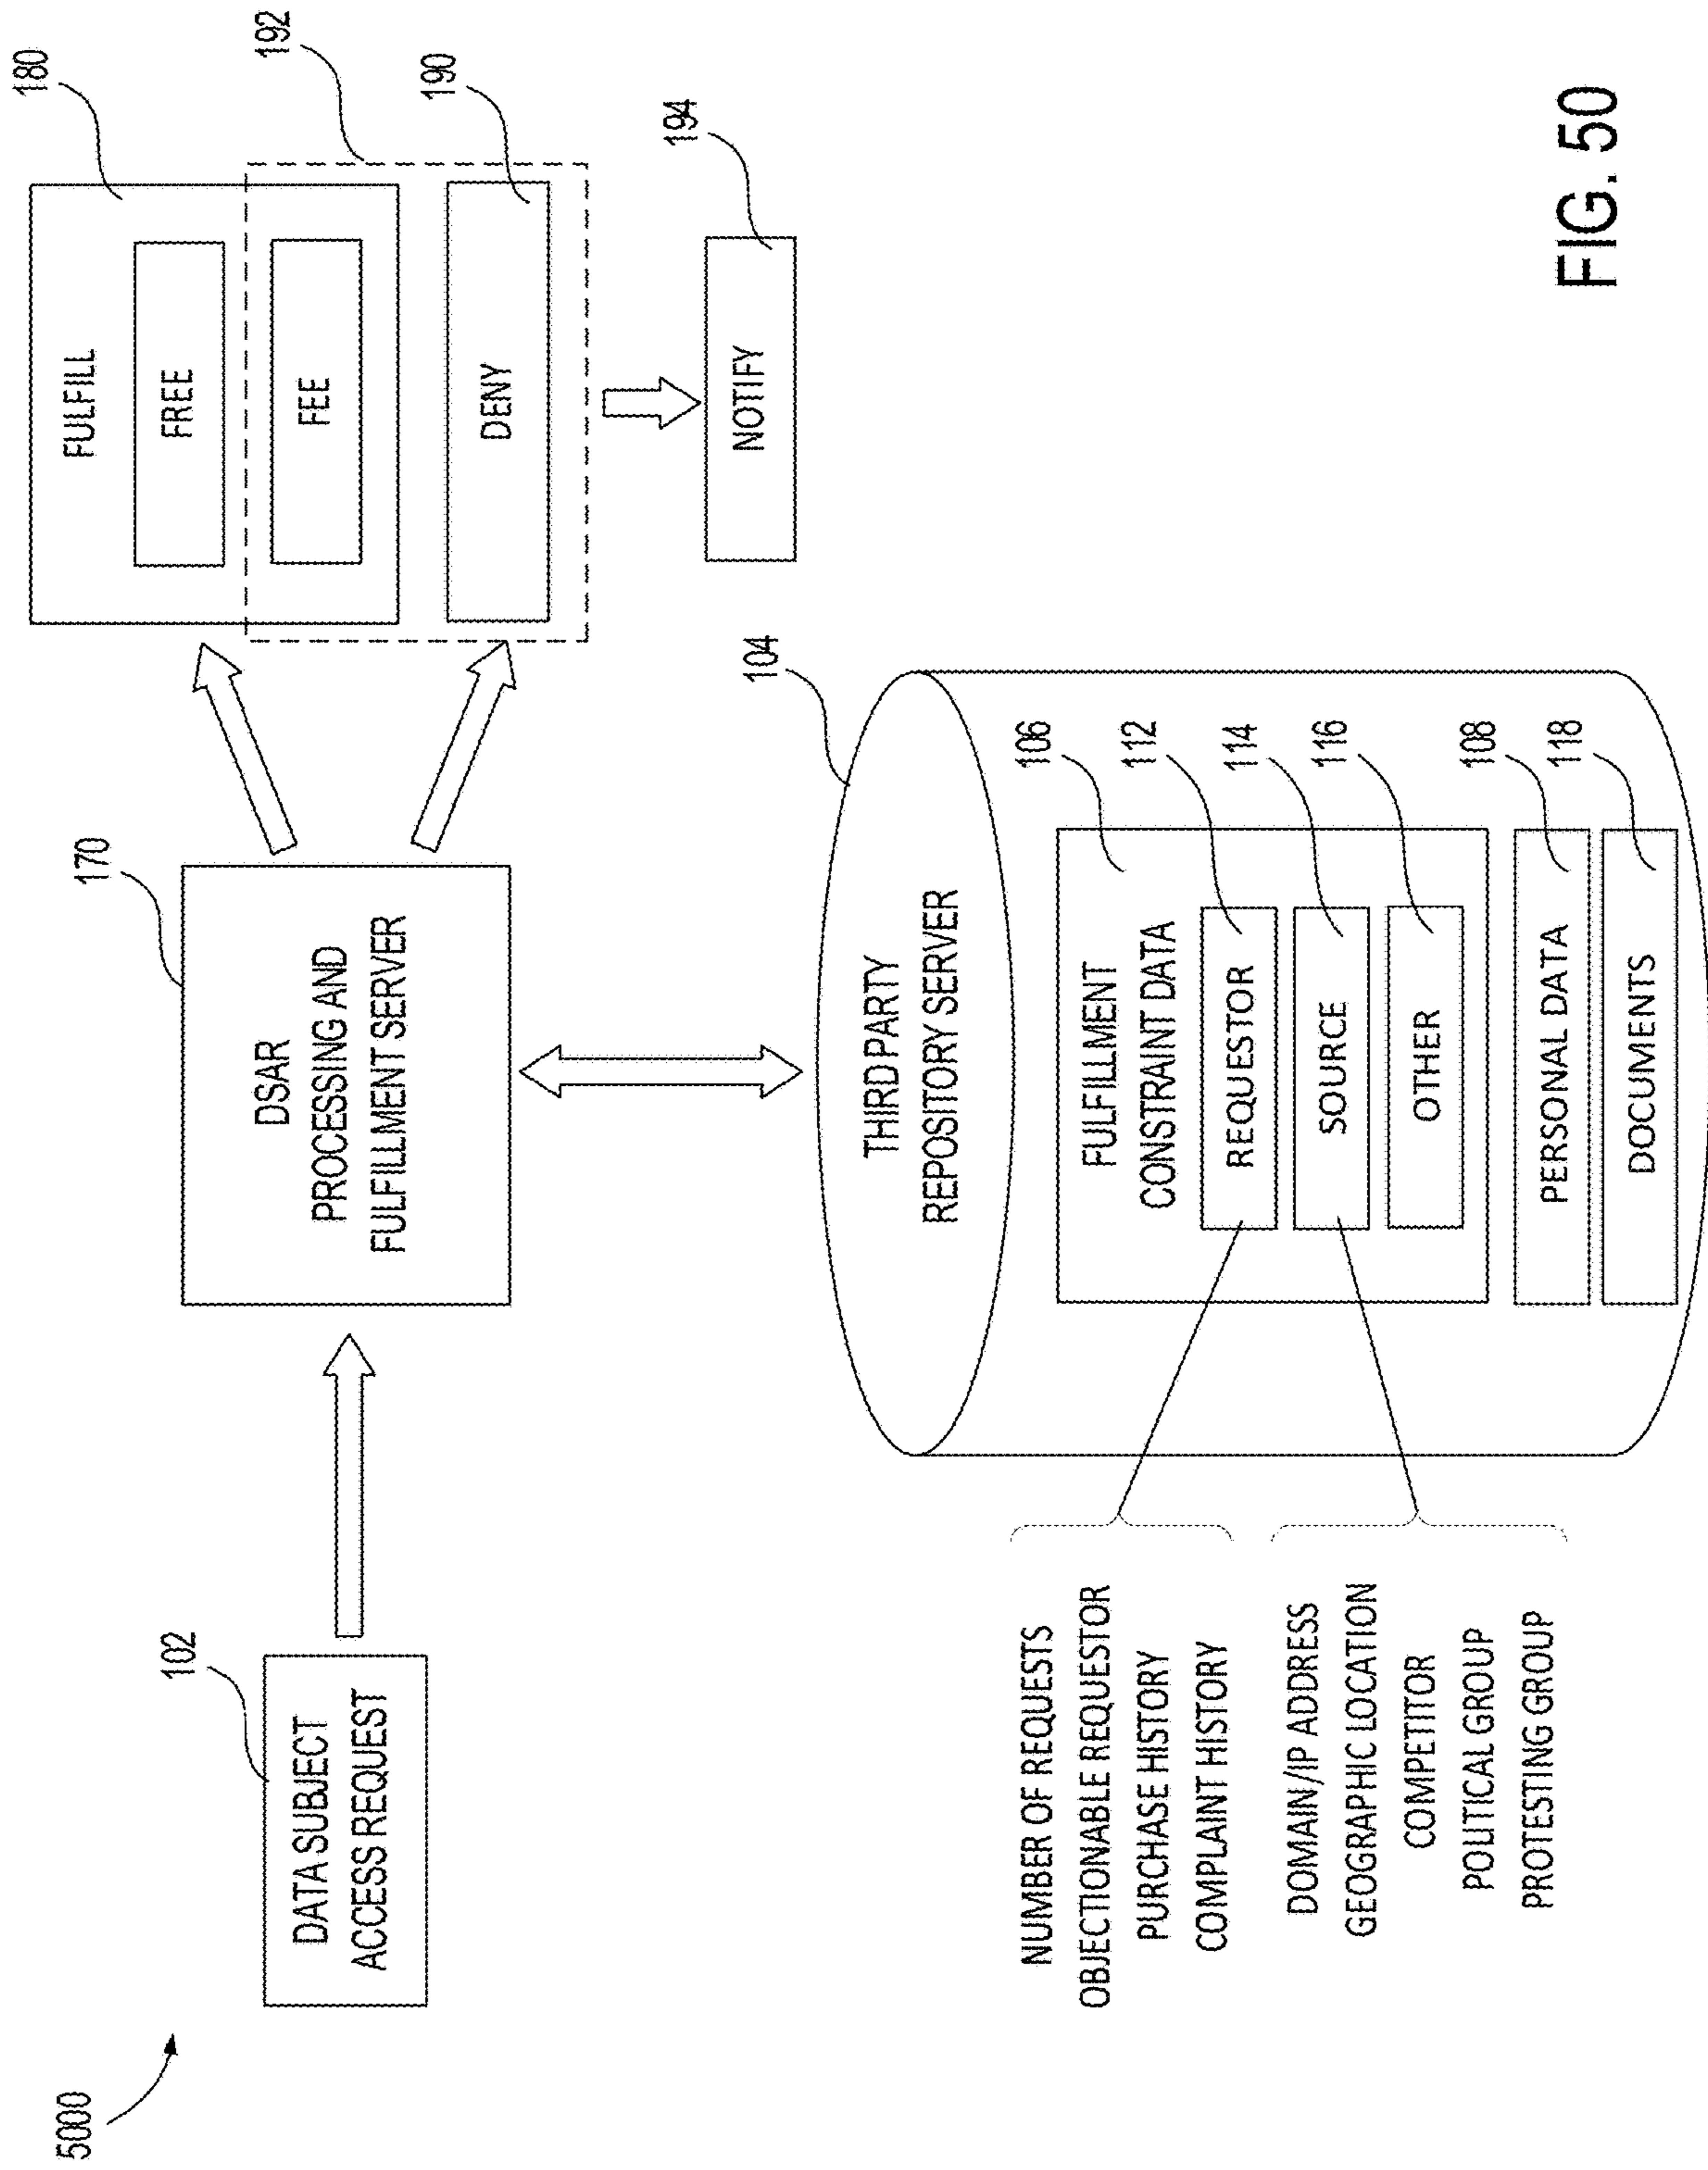 5000
102
DATA SUBJECT
ACCESS REQUEST
170
DSAR
PROCESSING AND
FULFILLMENT SERVER
180
FULFILL
FREE
FEE
192
190
DENY
194
NOTIFY
104
THIRD PARTY
REPOSITORY SERVER
106
FULFILLMENT
CONSTRAINT DATA
112
REQUESTOR
114
SOURCE
116
OTHER
108
PERSONAL DATA
118
DOCUMENTS
NUMBER OF REQUESTS
OBJECTIONABLE REQUESTOR
PURCHASE HISTORY
COMPLAINT HISTORY
DOMAIN/IP ADDRESS
GEOGRAPHIC LOCATION
COMPETITOR
POLITICAL GROUP
PROTESTING GROUP
FIG. 50